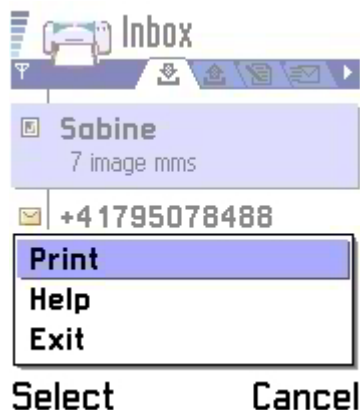 Inbox
Sabine
7 image mms
+41795078488
Print
Help
Exit
Select Cancel